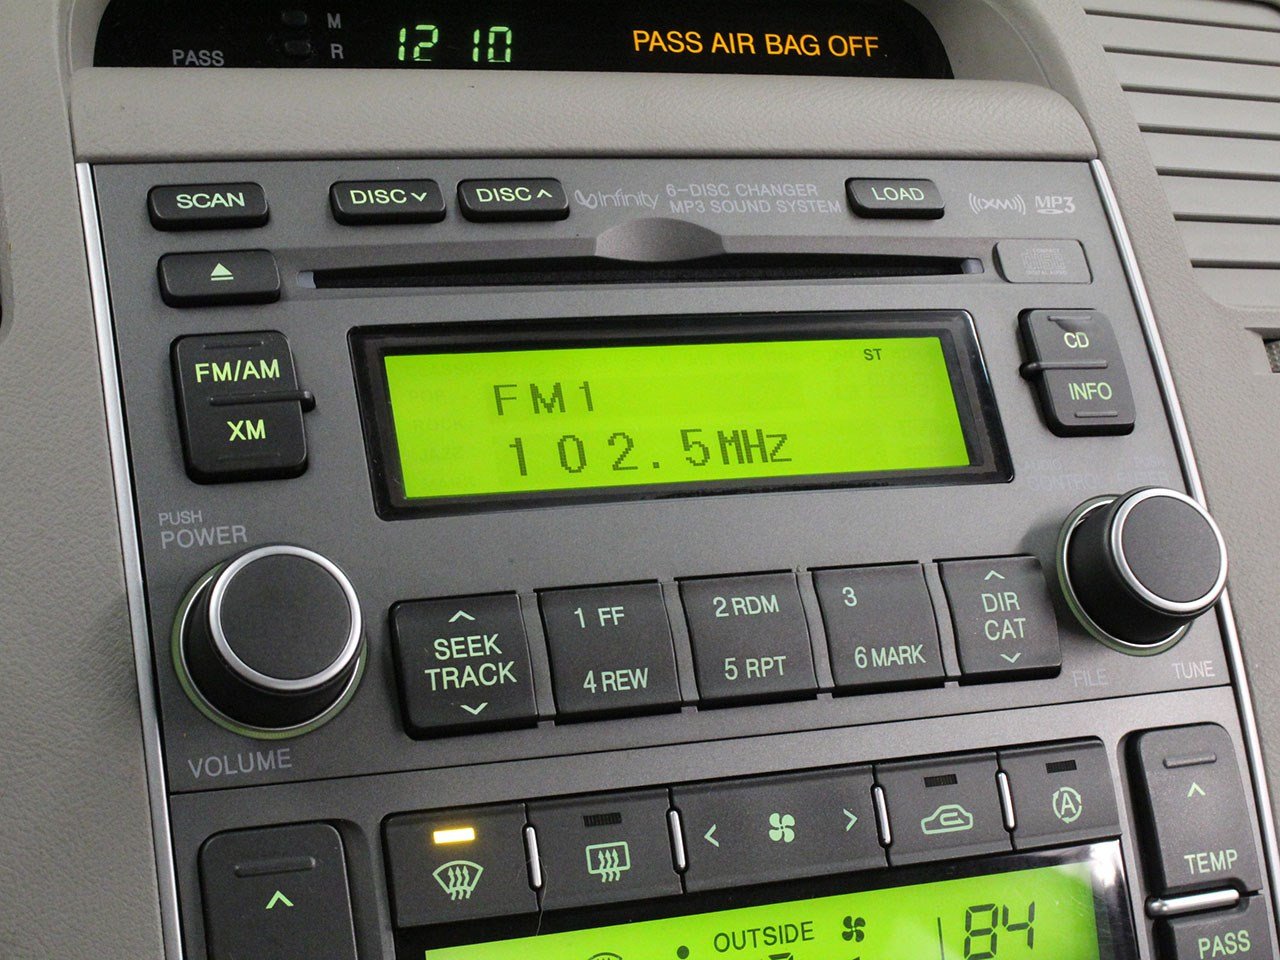 M
PASS R 12 10 PASS AIR BAG OFF
SCAN DISC DISC Infinity 6-DISC CHANGER MP3 SOUND SYSTEM LOAD XM MP3
FM/AM
XM
ST
FM1
102.5MHz
CD
INFO
PUSH
POWER
VOLUME
SEEK
TRACK
1 FF
4 REW
2 RDM
5 RPT
3
6 MARK
DIR
CAT
FILE
TUNE
A
TEMP
PASS
OUTSIDE 84